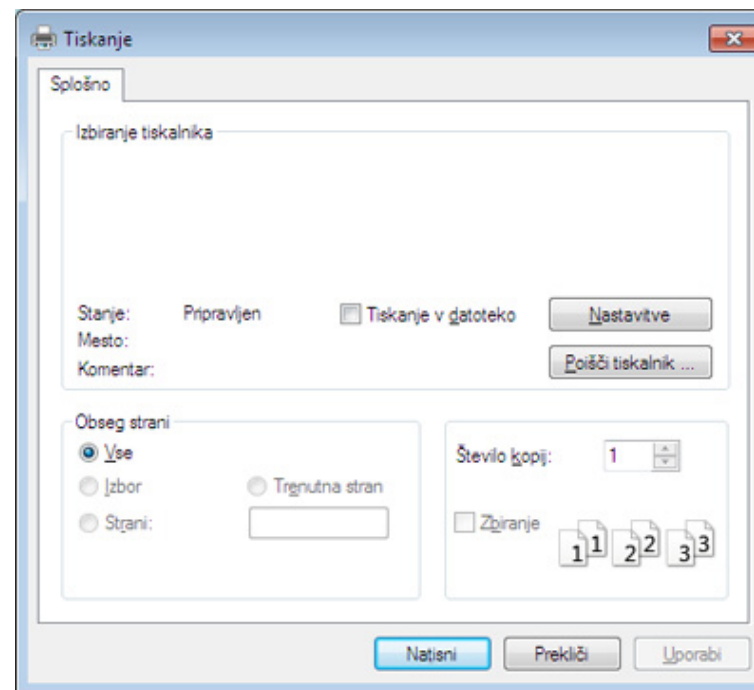 Tiskanje
Splošno
Izbiranje tiskalnika
Stanje: Pripravljen Tiskanje v datoteko Nastavitve
Mesto:
Komentar: Poišči tiskalnik ...
Obseg strani
Vse Število kopij: 1
Izbor Trenutna stran
Strani: Zbiranje
1 1 2 2 3 3
Natisni Prekliči Uporabi